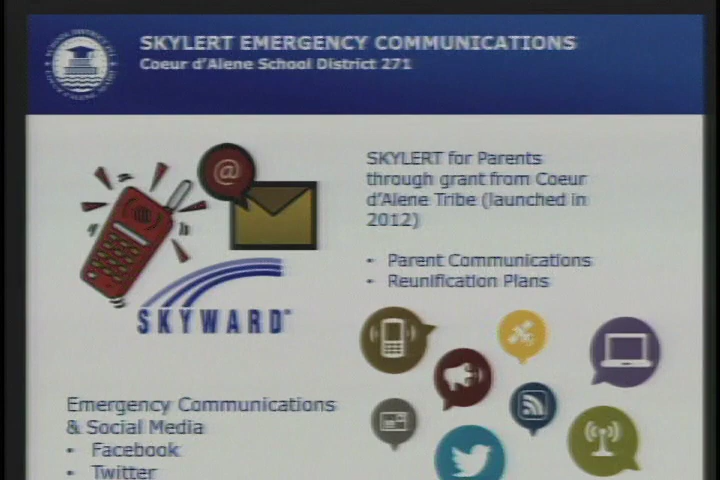 SKYLERT EMERGENCY COMMUNICATIONS
Coeur d'Alene School District 271
@
SKYLERT for Parents
through grant from Coeur
d'Alene Tribe (launched in
2012)
• Parent Communications
• Reunification Plans
SKYWARD
Emergency Communications
& Social Media
• Facebook
• Twitter